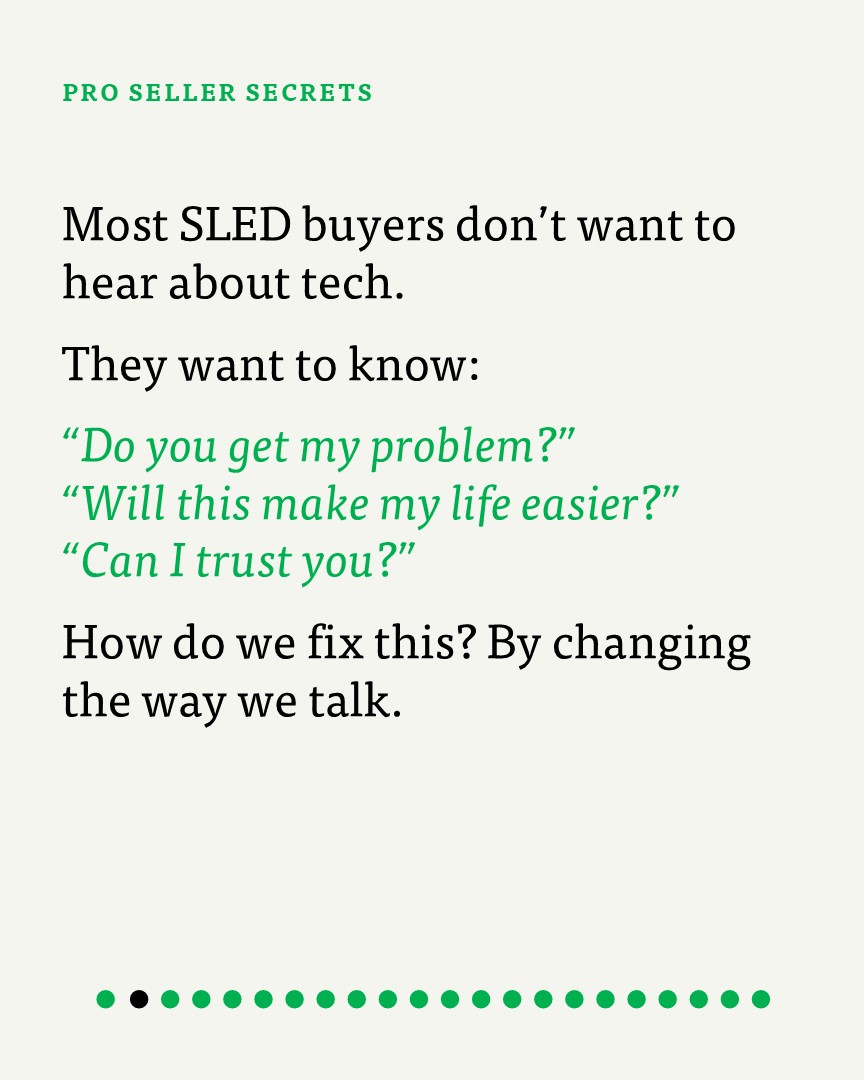 PRO SELLER SECRETS
Most SLED buyers don’t want to
hear about tech.
They want to know:
“Do you get my problem?”
“Will this make my life easier?”
“Can I trust you?”
How do we fix this? By changing
the way we talk.